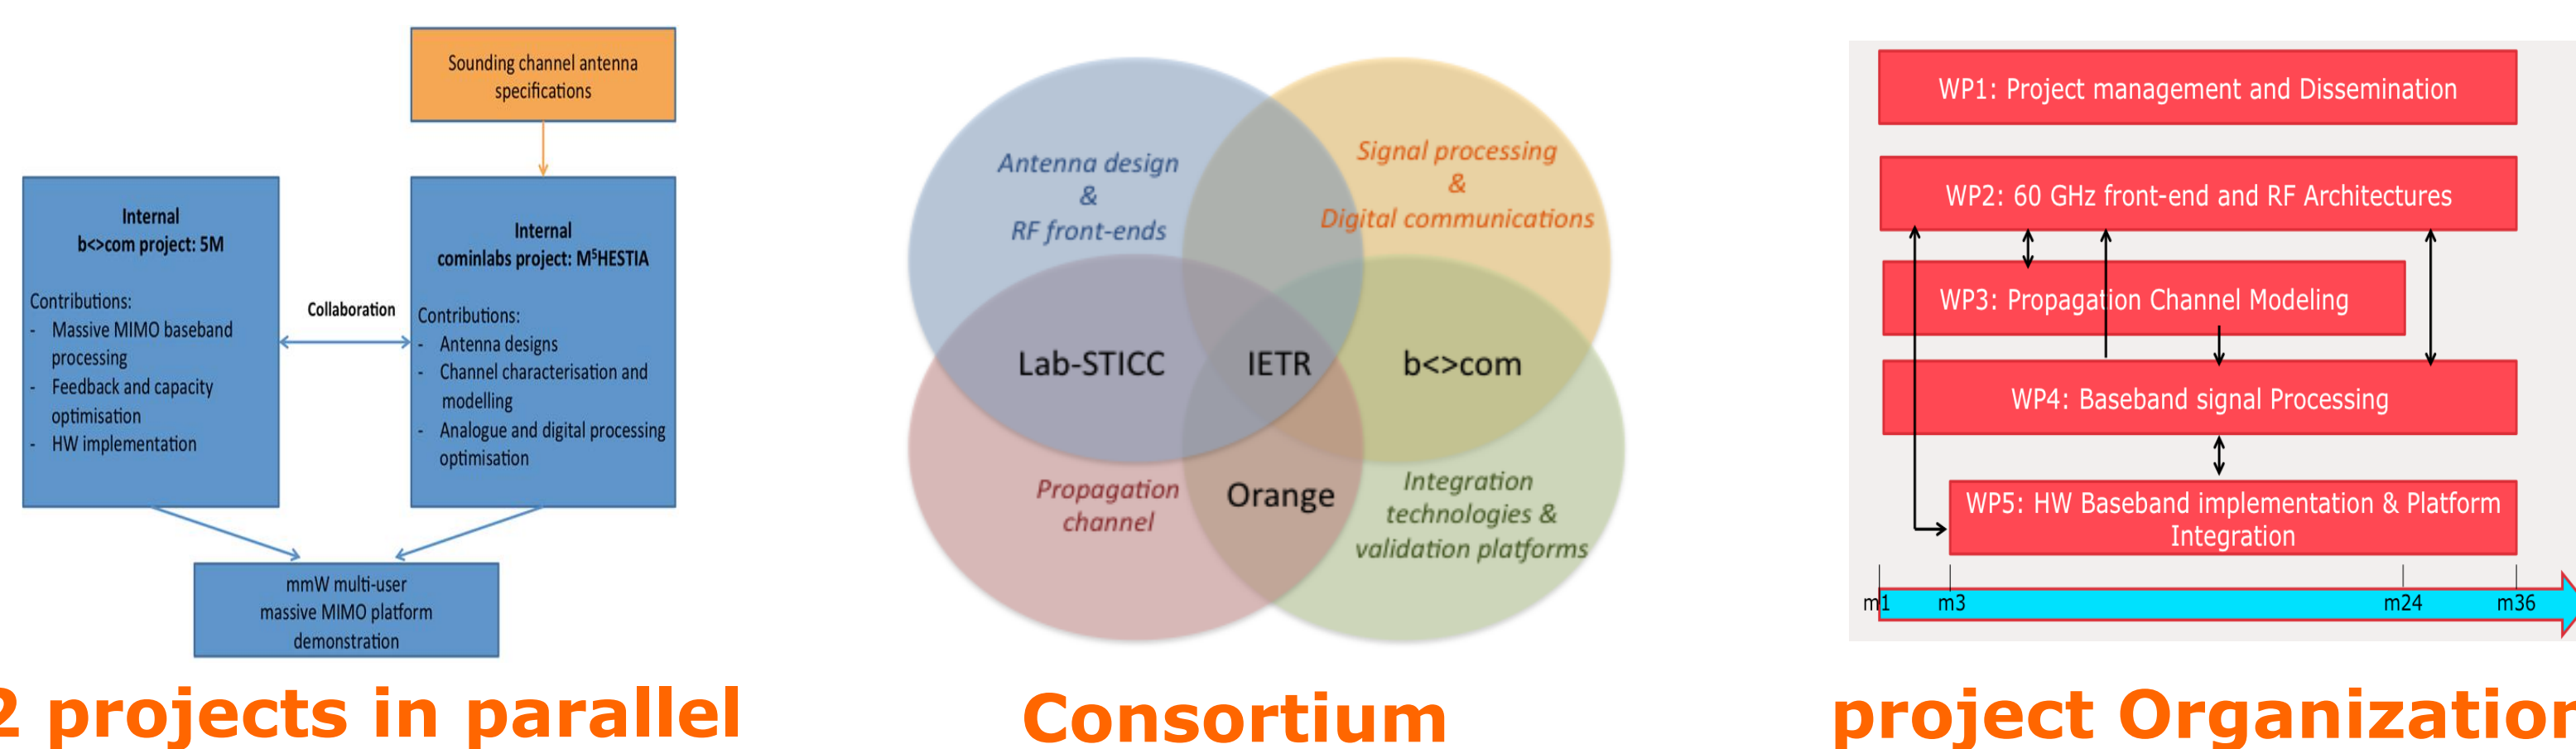 Sounding channel antenna
specifications
Internal
b<>com project: 5M
Contributions:
- Massive MIMO baseband
processing
- Feedback and capacity
optimisation
- HW implementation
Collaboration
Internal
cominlabs project: M⁵HESTIA
Contributions:
- Antenna designs
- Channel characterisation and
modelling
- Analogue and digital processing
optimisation
mmW multi-user
massive MIMO platform
demonstration
2 projects in parallel
Antenna design
&
RF front-ends
Signal processing
&
Digital communications
Lab-STICC
IETR
b<>com
Propagation
channel
Orange
Integration
technologies &
validation platforms
Consortium
WP1: Project management and Dissemination
WP2: 60 GHz front-end and RF Architectures
WP3: Propagation Channel Modeling
WP4: Baseband signal Processing
WP5: HW Baseband implementation & Platform
Integration
m1
m3
m24
m36
project Organization